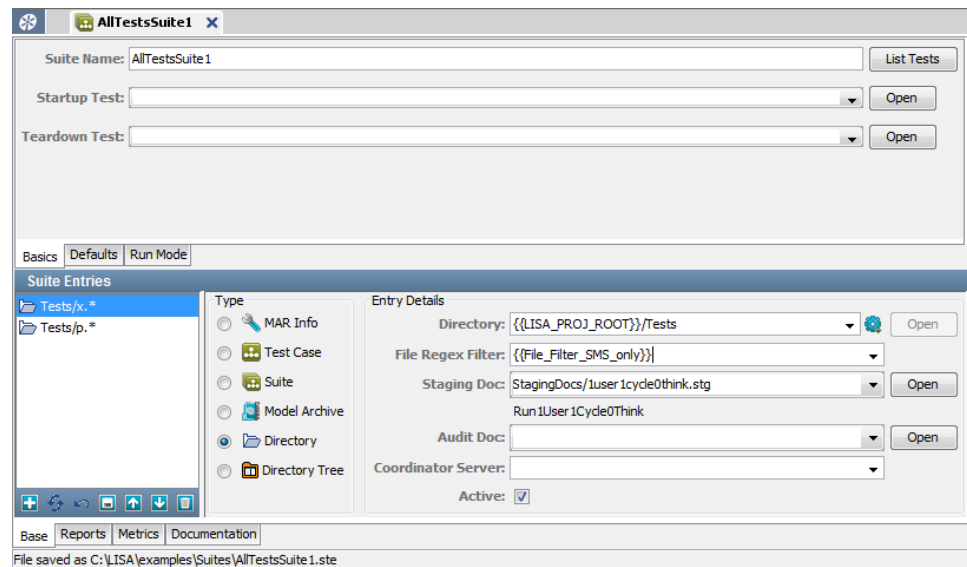 AllTestsSuite1 X
Suite Name: AllTestsSuite1 List Tests
Startup Test: Open
Teardown Test: Open
Basics Defaults Run Mode
Suite Entries
Tests/x.*
Tests/p.*
Type
MAR Info
Test Case
Suite
Model Archive
Directory
Directory Tree
Entry Details
Directory: {{LISA_PROJ_ROOT}}/Tests Open
File Regex Filter: {{File_Filter_SMS_only}}
Staging Doc: StagingDocs/1user1cycle0think.stg Open
Run1User1Cycle0Think
Audit Doc: Open
Coordinator Server:
Active:
Base Reports Metrics Documentation
File saved as C:\LISA\examples\Suites\AllTestsSuite1.ste